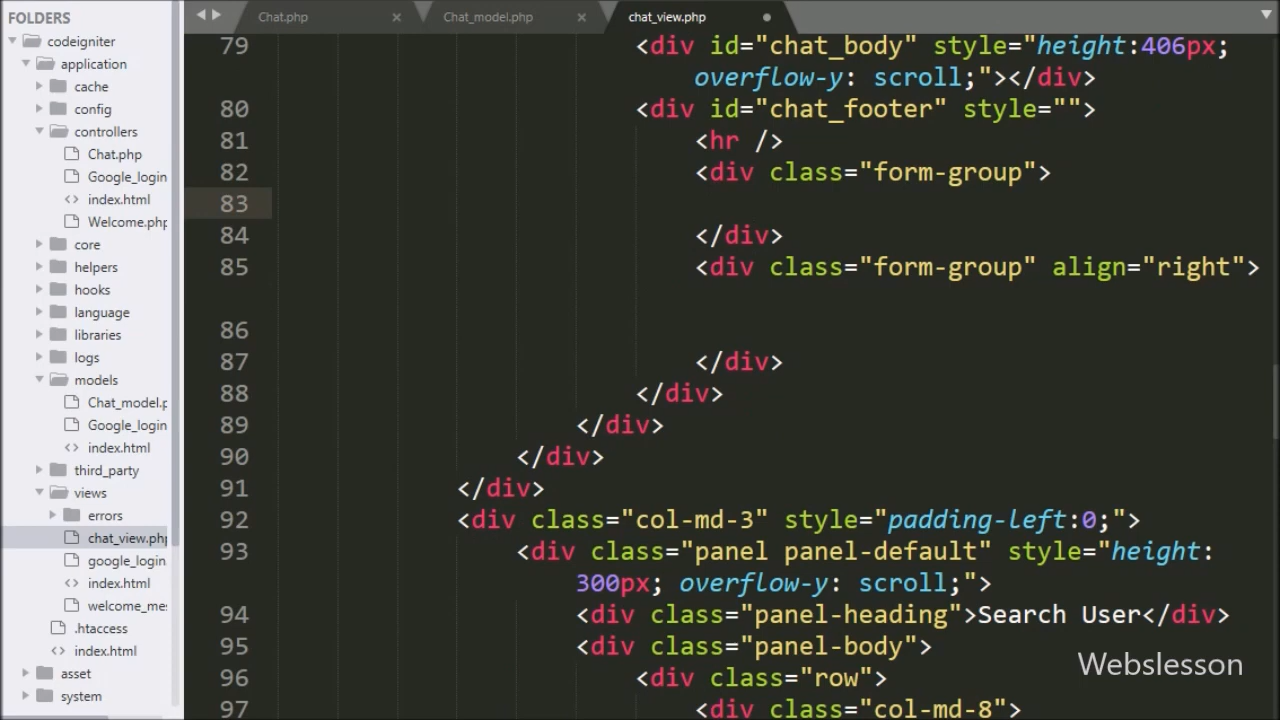 FOLDERS
codeigniter
application
cache
config
controllers
Chat.php
Google_login
index.html
Welcome.php
core
helpers
hooks
language
libraries
logs
models
Chat_model.p
Google_login
index.html
third_party
views
errors
chat_view.php
google_login
index.html
welcome_me
.htaccess
index.html
asset
system
Chat.php
Chat_model.php
chat_view.php
79 <div id="chat_body" style="height:406px;
overflow-y: scroll;"></div>
80 <div id="chat_footer" style="">
81 <hr />
82 <div class="form-group">
83
84 </div>
85 <div class="form-group" align="right">
86
87 </div>
88 </div>
89 </div>
90 </div>
91 </div>
92 <div class="col-md-3" style="padding-left:0;">
93 <div class="panel panel-default" style="height:
300px; overflow-y: scroll;">
94 <div class="panel-heading">Search User</div>
95 <div class="panel-body">
96 <div class="row">
97 <div class="col-md-8">
Webslesson